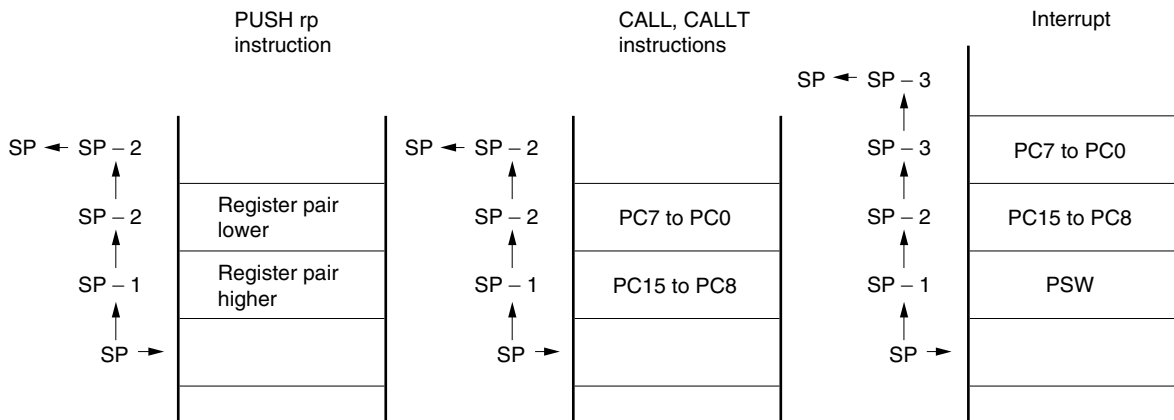 PUSH rp
instruction
SP SP – 2
SP – 2
Register pair
lower
SP – 1
Register pair
higher
SP
CALL, CALLT
instructions
SP SP – 2
SP – 2
PC7 to PC0
SP – 1
PC15 to PC8
SP
Interrupt
SP SP – 3
SP – 3
PC7 to PC0
SP – 2
PC15 to PC8
SP – 1
PSW
SP